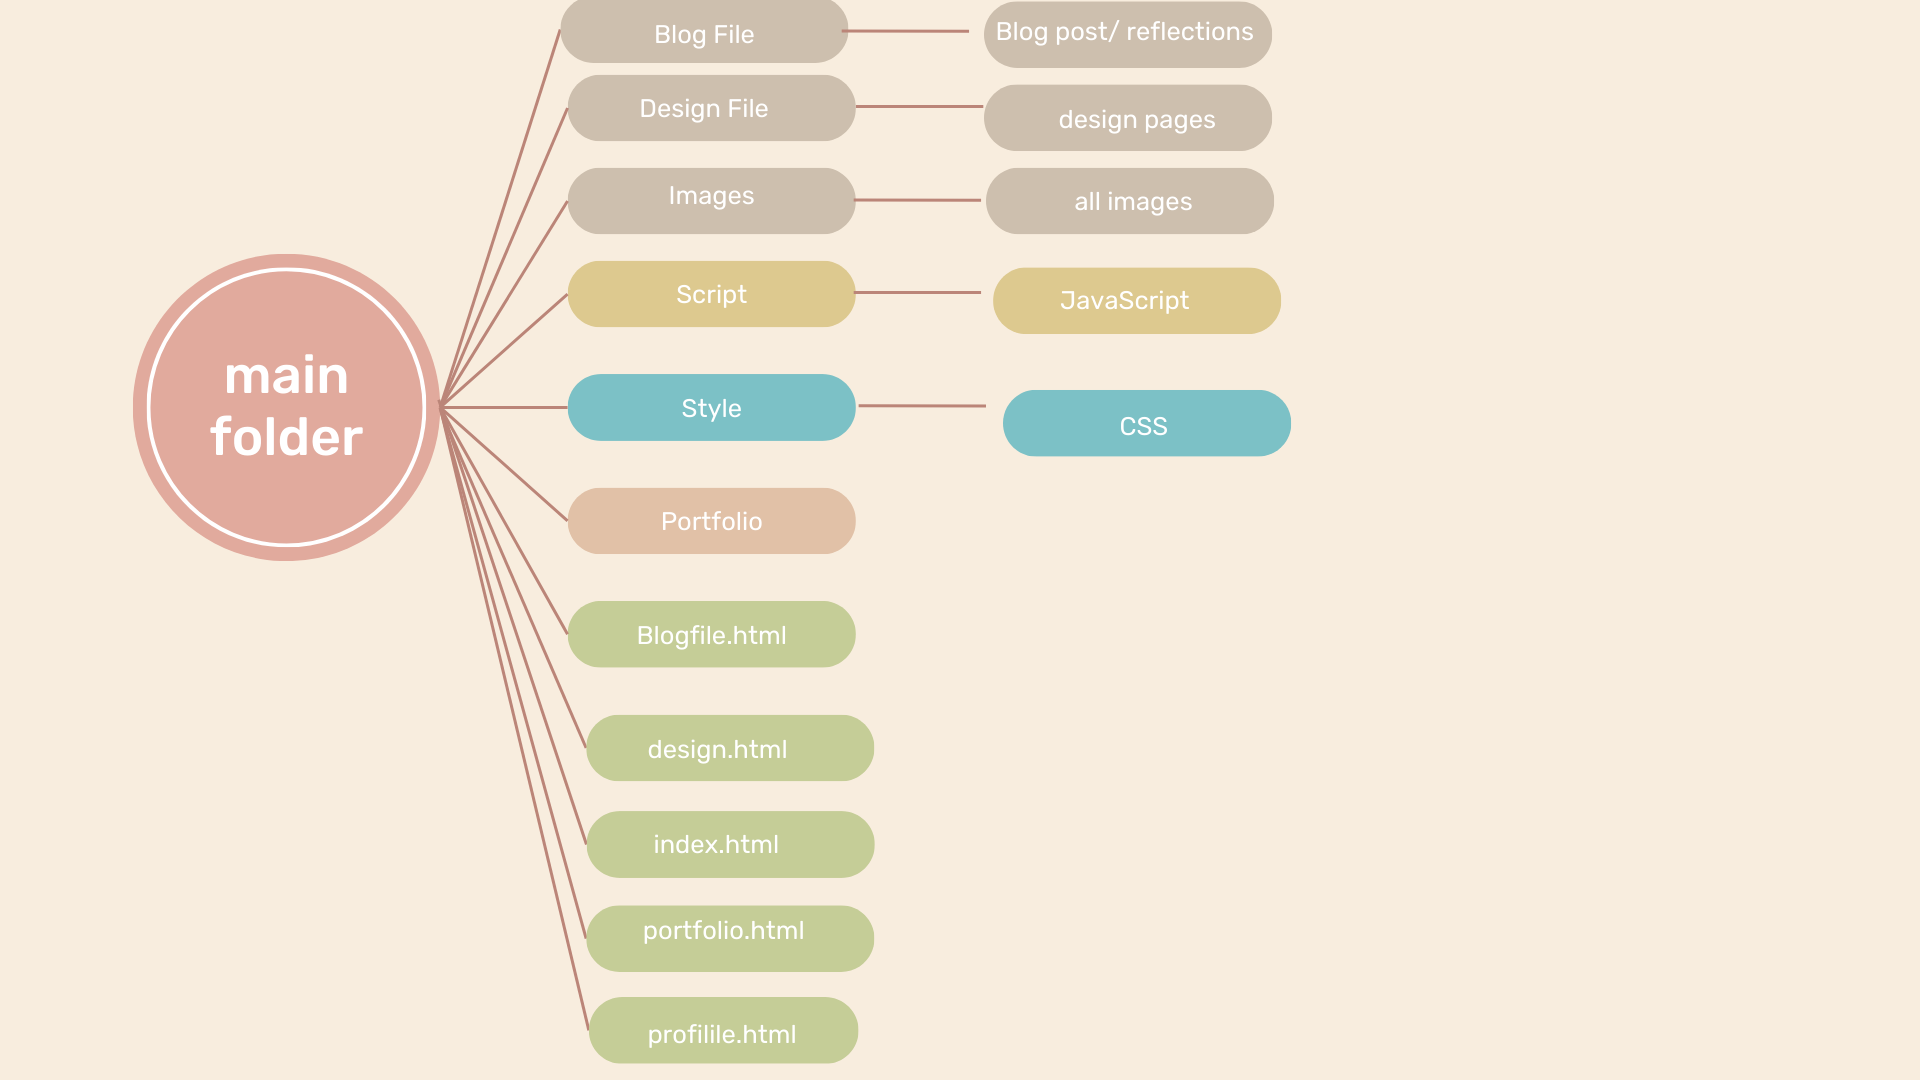 main
folder
Blog File
Blog post/ reflections
Design File
design pages
Images
all images
Script
JavaScript
Style
CSS
Portfolio
Blogfile.html
design.html
index.html
portfolio.html
profilile.html